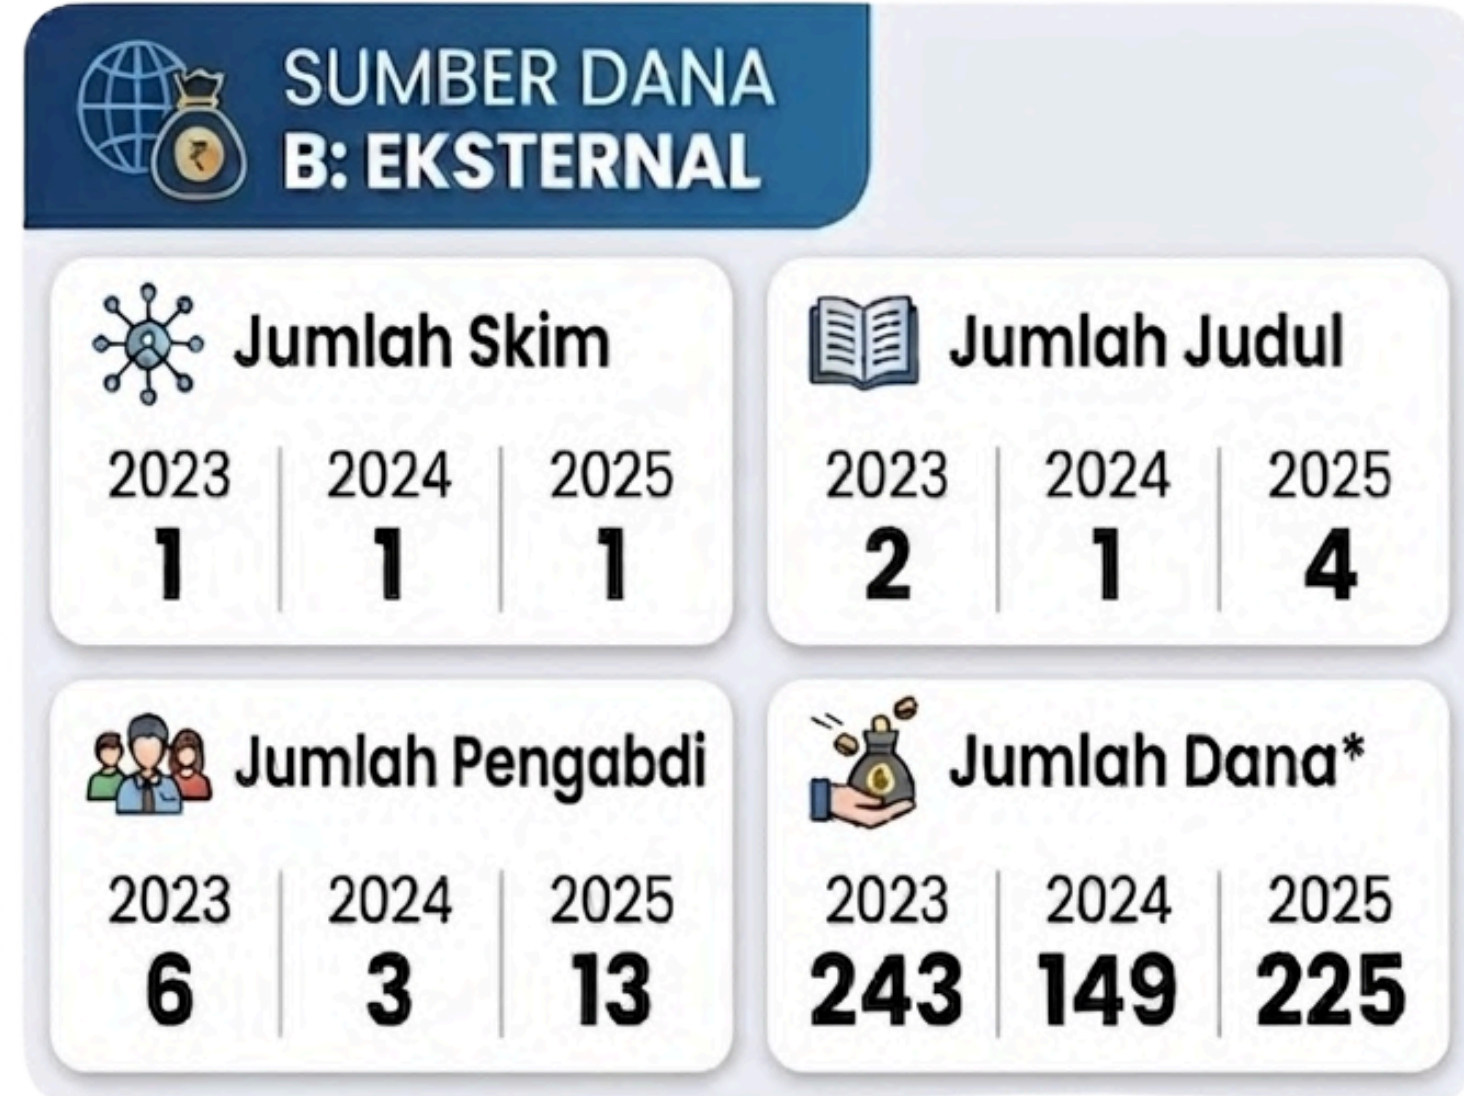 SUMBER DANA
B: EKSTERNAL
Jumlah Skim
2023 2024 2025
1 1 1
Jumlah Judul
2023 2024 2025
2 1 4
Jumlah Pengabdi
2023 2024 2025
6 3 13
Jumlah Dana*
2023 2024 2025
243 149 225